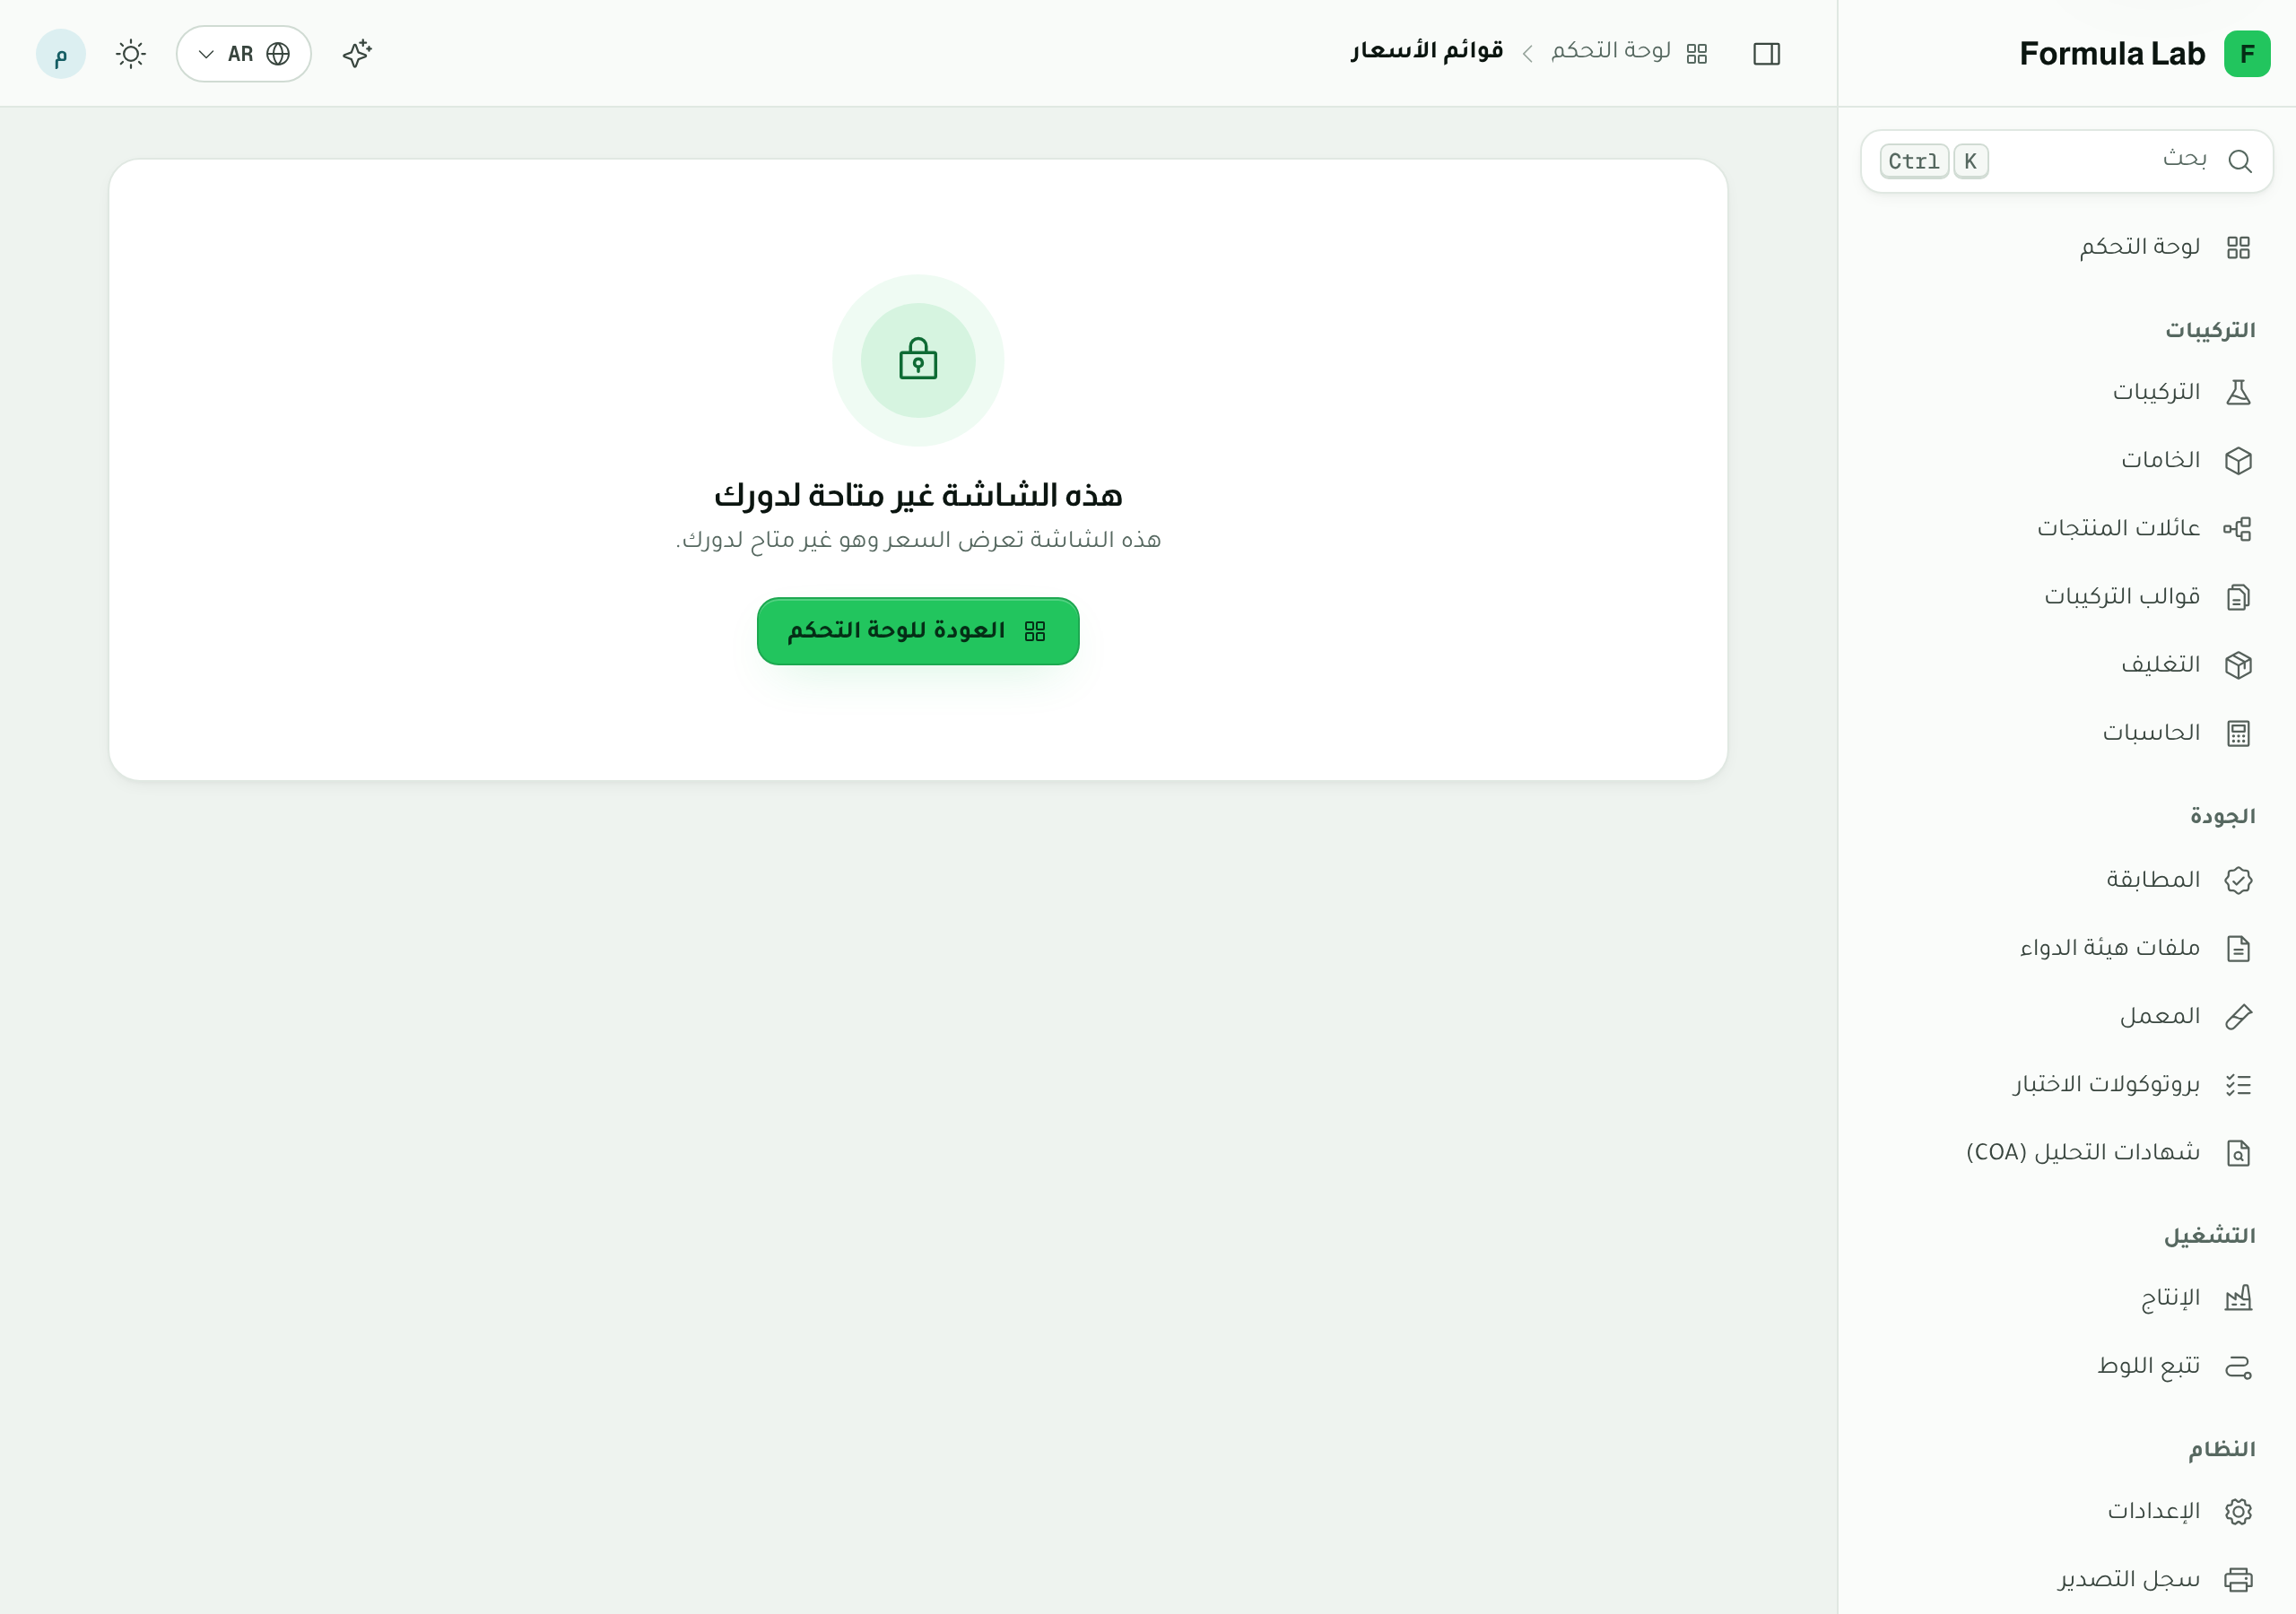 F Formula Lab
لوحة التحكم
قوائم الأسعار
AR
م
بحث
Ctrl K
لوحة التحكم
التركيبات
التركيبات
الخامات
عائلات المنتجات
قوالب التركيبات
التغليف
الحاسبات
الجودة
المطابقة
ملفات هيئة الدواء
المعمل
بروتوكولات الاختبار
شهادات التحليل (COA)
التشغيل
الإنتاج
تتبع اللوط
النظام
الإعدادات
سجل التصدير
هذه الشاشة غير متاحة لدورك
هذه الشاشة تعرض السعر وهو غير متاح لدورك.
العودة للوحة التحكم